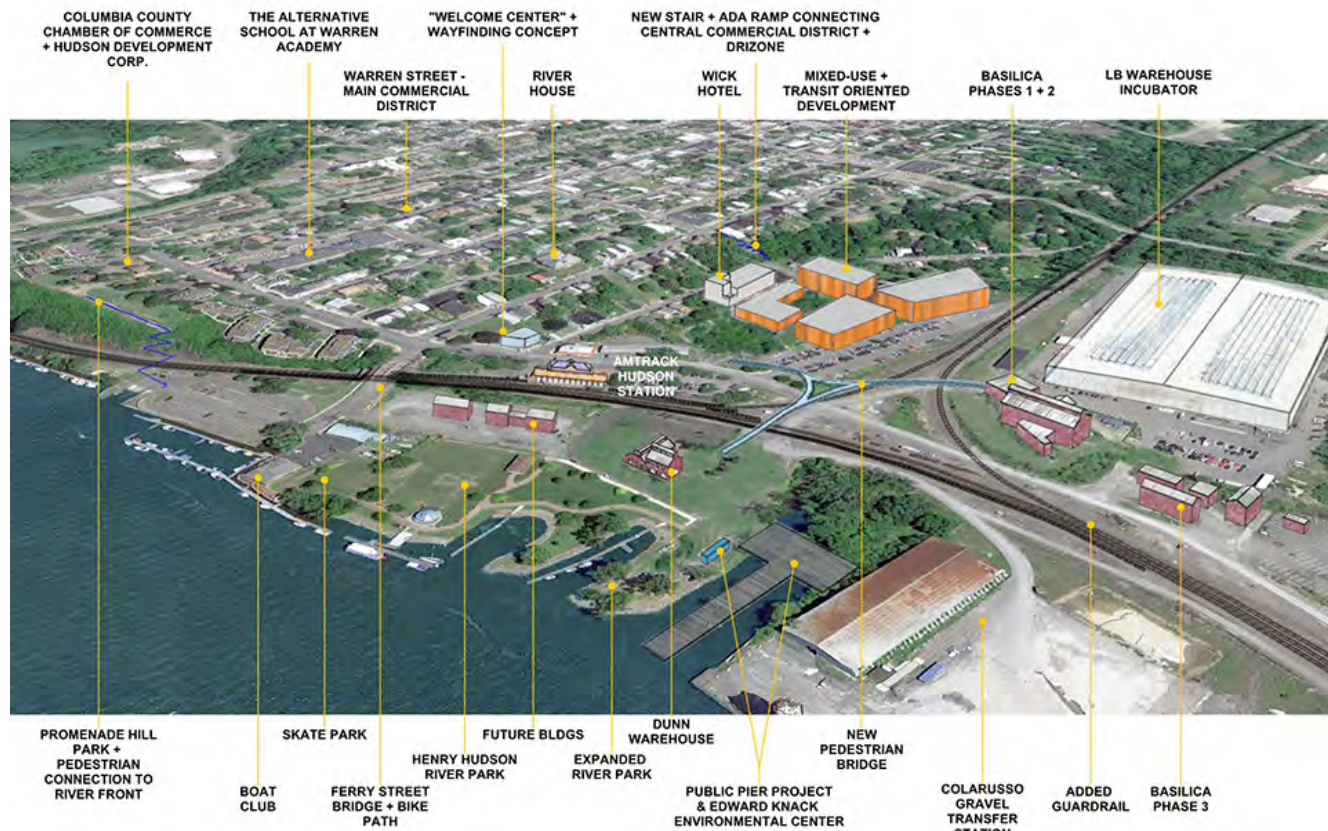 COLUMBIA COUNTY
CHAMBER OF COMMERCE
+ HUDSON DEVELOPMENT
CORP.
THE ALTERNATIVE
SCHOOL AT WARREN
ACADEMY
WARREN STREET -
MAIN COMMERCIAL
DISTRICT
"WELCOME CENTER" +
WAYFINDING CONCEPT
RIVER
HOUSE
NEW STAIR + ADA RAMP CONNECTING
CENTRAL COMMERCIAL DISTRICT +
DRIZONE
WICK
HOTEL
MIXED-USE +
TRANSIT ORIENTED
DEVELOPMENT
BASILICA
PHASES 1 + 2
LB WAREHOUSE
INCUBATOR
AMTRACK
HUDSON
STATION
PROMENADE HILL
PARK +
PEDESTRIAN
CONNECTION TO
RIVER FRONT
BOAT
CLUB
SKATE PARK
FERRY STREET
BRIDGE + BIKE
PATH
HENRY HUDSON
RIVER PARK
FUTURE BLDGS
EXPANDED
RIVER PARK
DUNN
WAREHOUSE
PUBLIC PIER PROJECT
& EDWARD KNACK
ENVIRONMENTAL CENTER
NEW
PEDESTRIAN
BRIDGE
COLARUSSO
GRAVEL
TRANSFER
STATION
ADDED
GUARDRAIL
BASILICA
PHASE 3